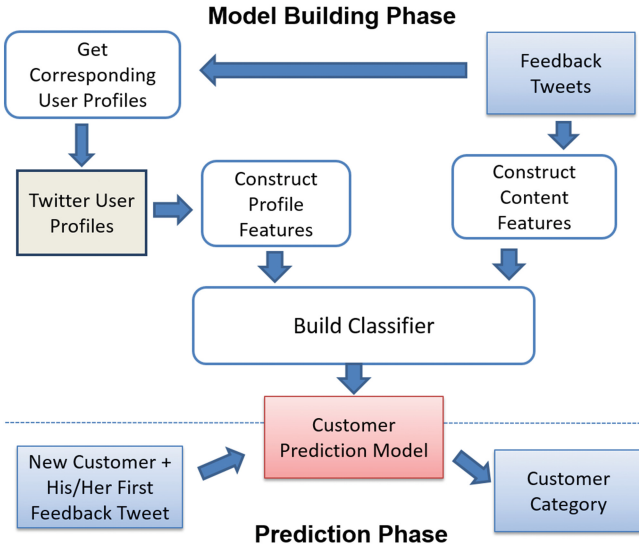 Model Building Phase
Get
Corresponding
User Profiles
Feedback
Tweets
Twitter User
Profiles
Construct
Profile
Features
Construct
Content
Features
Build Classifier
Customer
Prediction Model
New Customer +
His/Her First
Feedback Tweet
Customer
Category
Prediction Phase